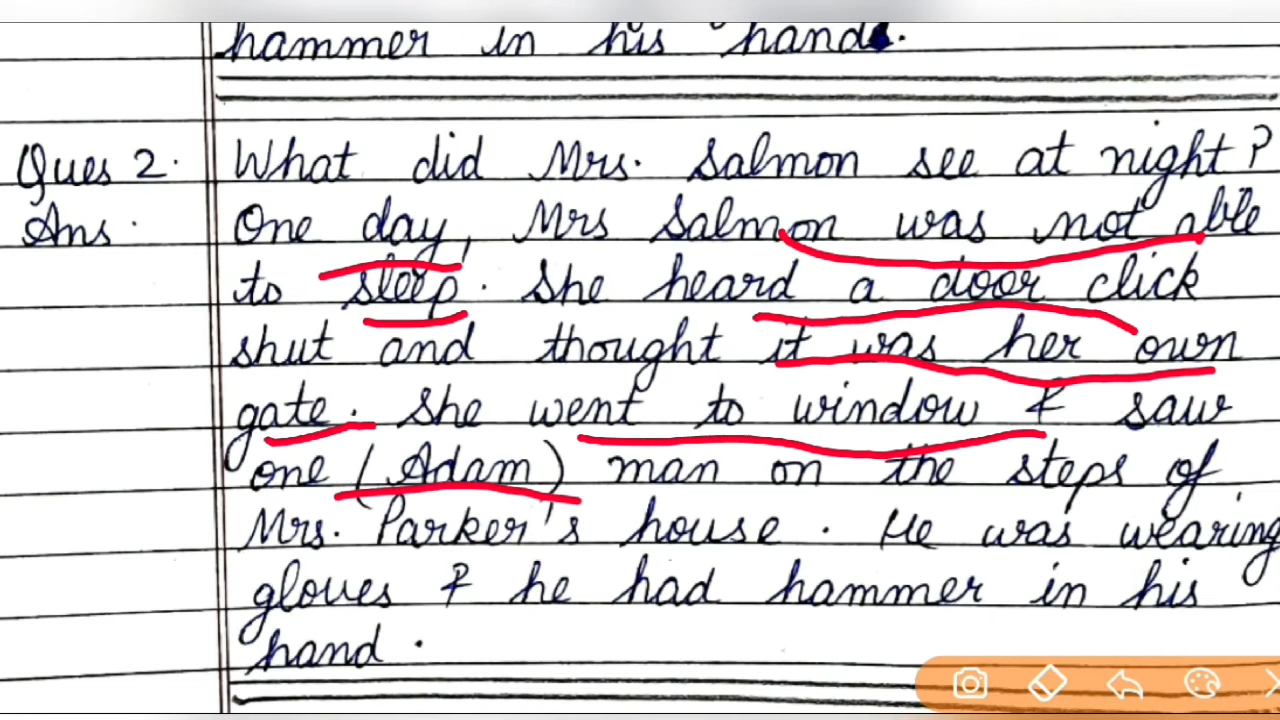 hammer in his hand.
Ques 2. What did Mrs. Salmon see at night?
Ans. One day, Mrs Salmon was not able
to sleep. She heard a door click
shut and thought it was her own
gate. She went to window & saw
one (Adam) man on the steps of
Mrs. Parker's house. He was wearing
gloves & he had hammer in his
hand.